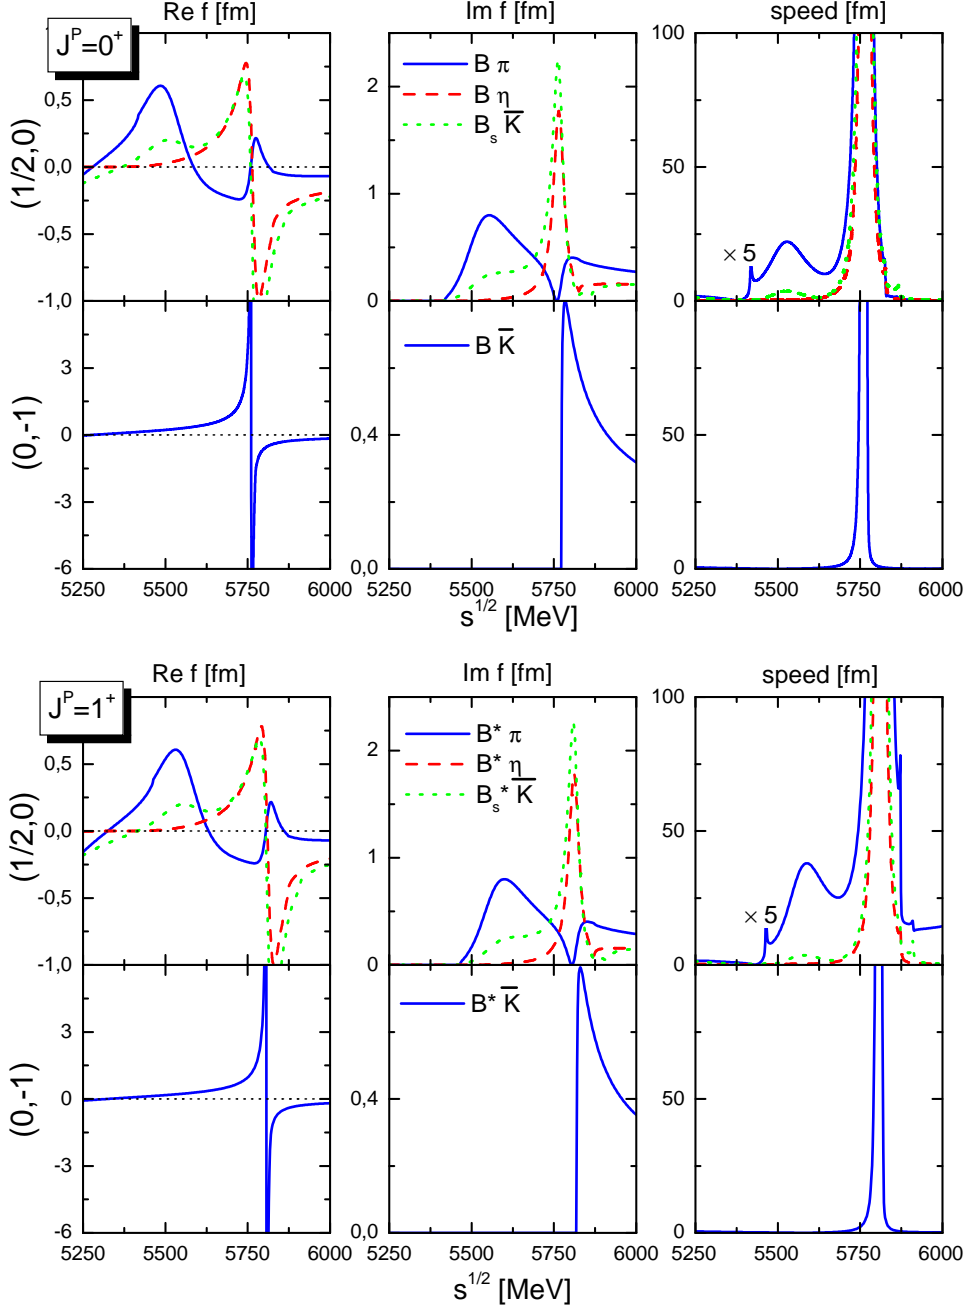 Re f [fm] Im f [fm] speed [fm]
J^P=0^+
(1/2,0)
0,5
0,0
-0,5
-1,0
2
1
0
B π
B η
B_s K̅
100
50
0
× 5
(0,-1)
3
0
-3
-6
0,4
0,0
B K̅
50
0
5250 5500 5750 6000 5250 5500 5750 6000 5250 5500 5750 6000
s^{1/2} [MeV]
Re f [fm] Im f [fm] speed [fm]
J^P=1^+
(1/2,0)
0,5
0,0
-0,5
-1,0
2
1
0
B* π
B* η
B_s* K̅
100
50
0
× 5
(0,-1)
3
0
-3
-6
0,4
0,0
B* K̅
50
0
5250 5500 5750 6000 5250 5500 5750 6000 5250 5500 5750 6000
s^{1/2} [MeV]